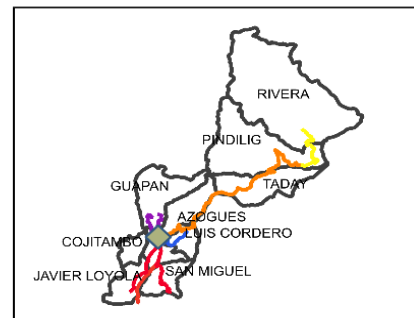 RIVERA
PINDILIG
TADAY
GUAPAN
AZOGUES
LUIS CORDERO
COJITAMBO
SAN MIGUEL
JAVIER LOYOLA